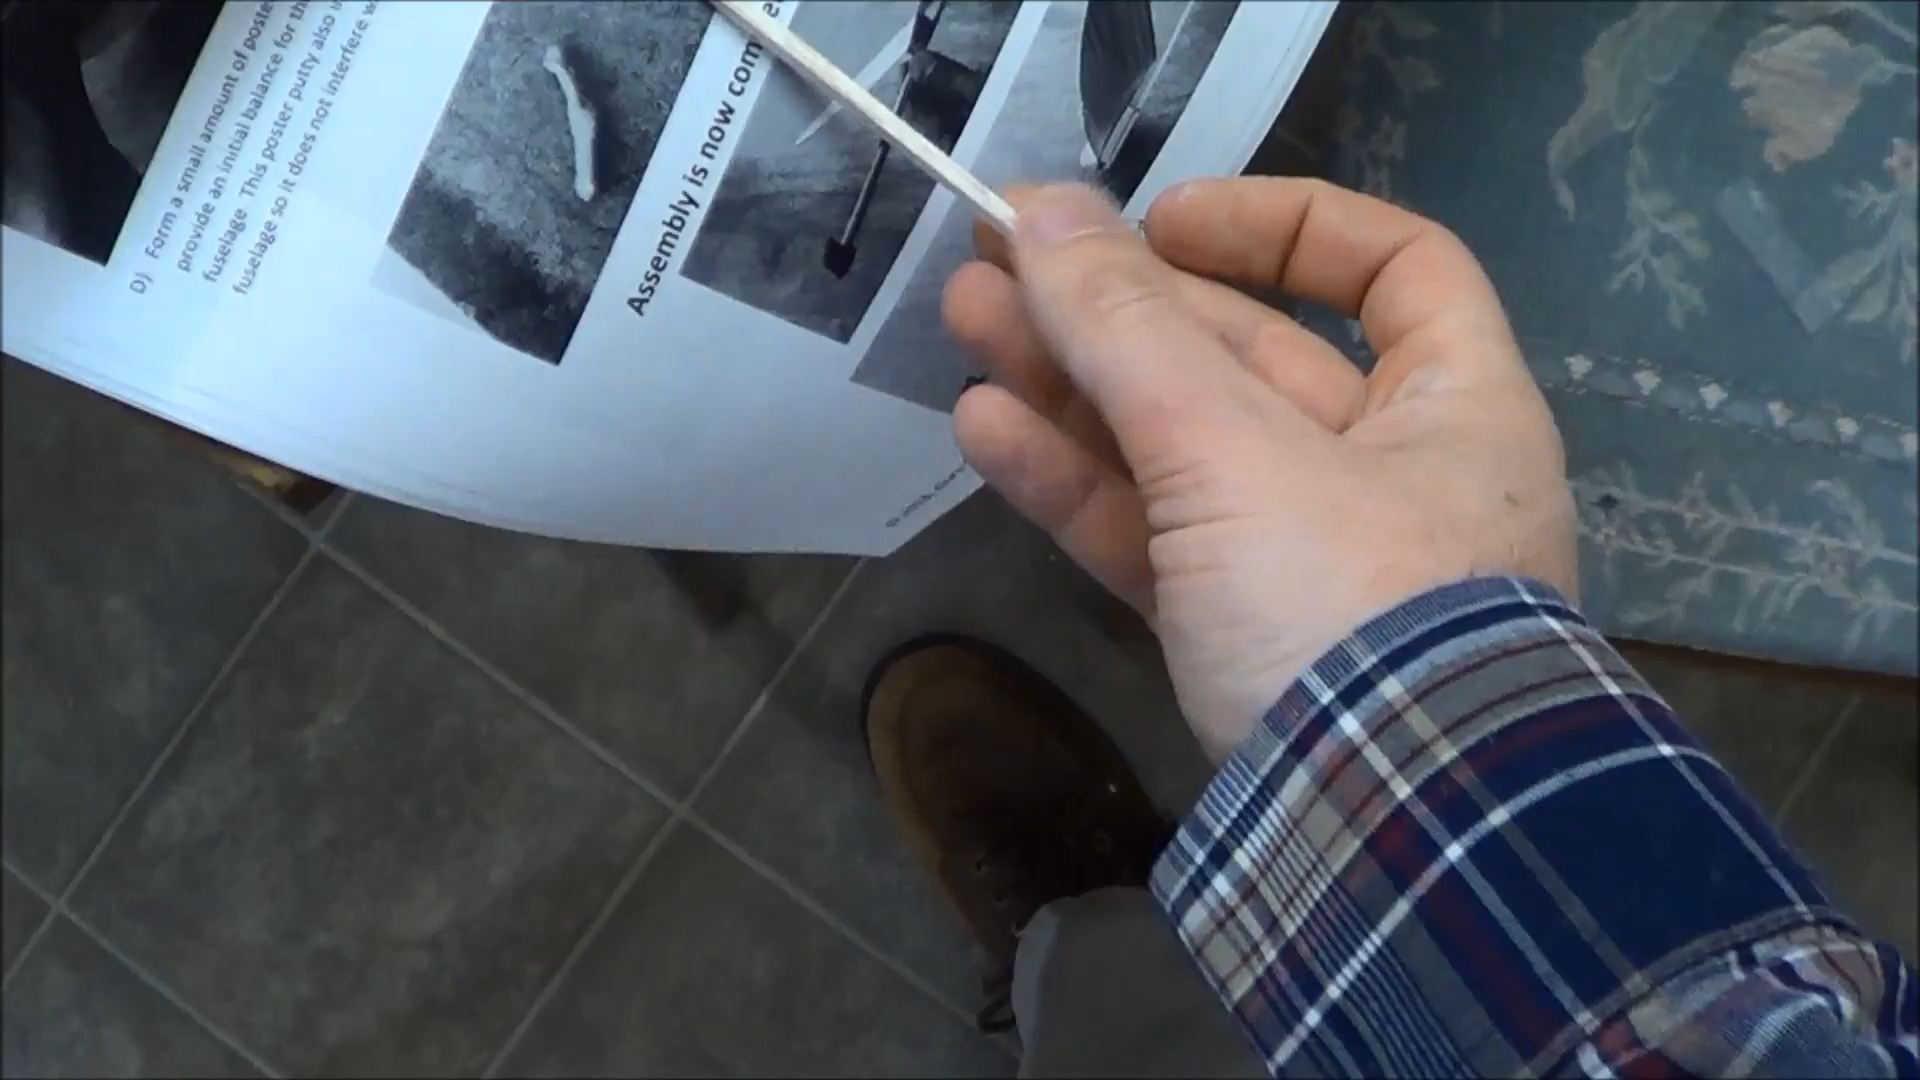 D) Form a small amount of poste
provide an initial balance for th
fuselage. This poster putty also
fuselage so it does not interfere
Assembly is now com